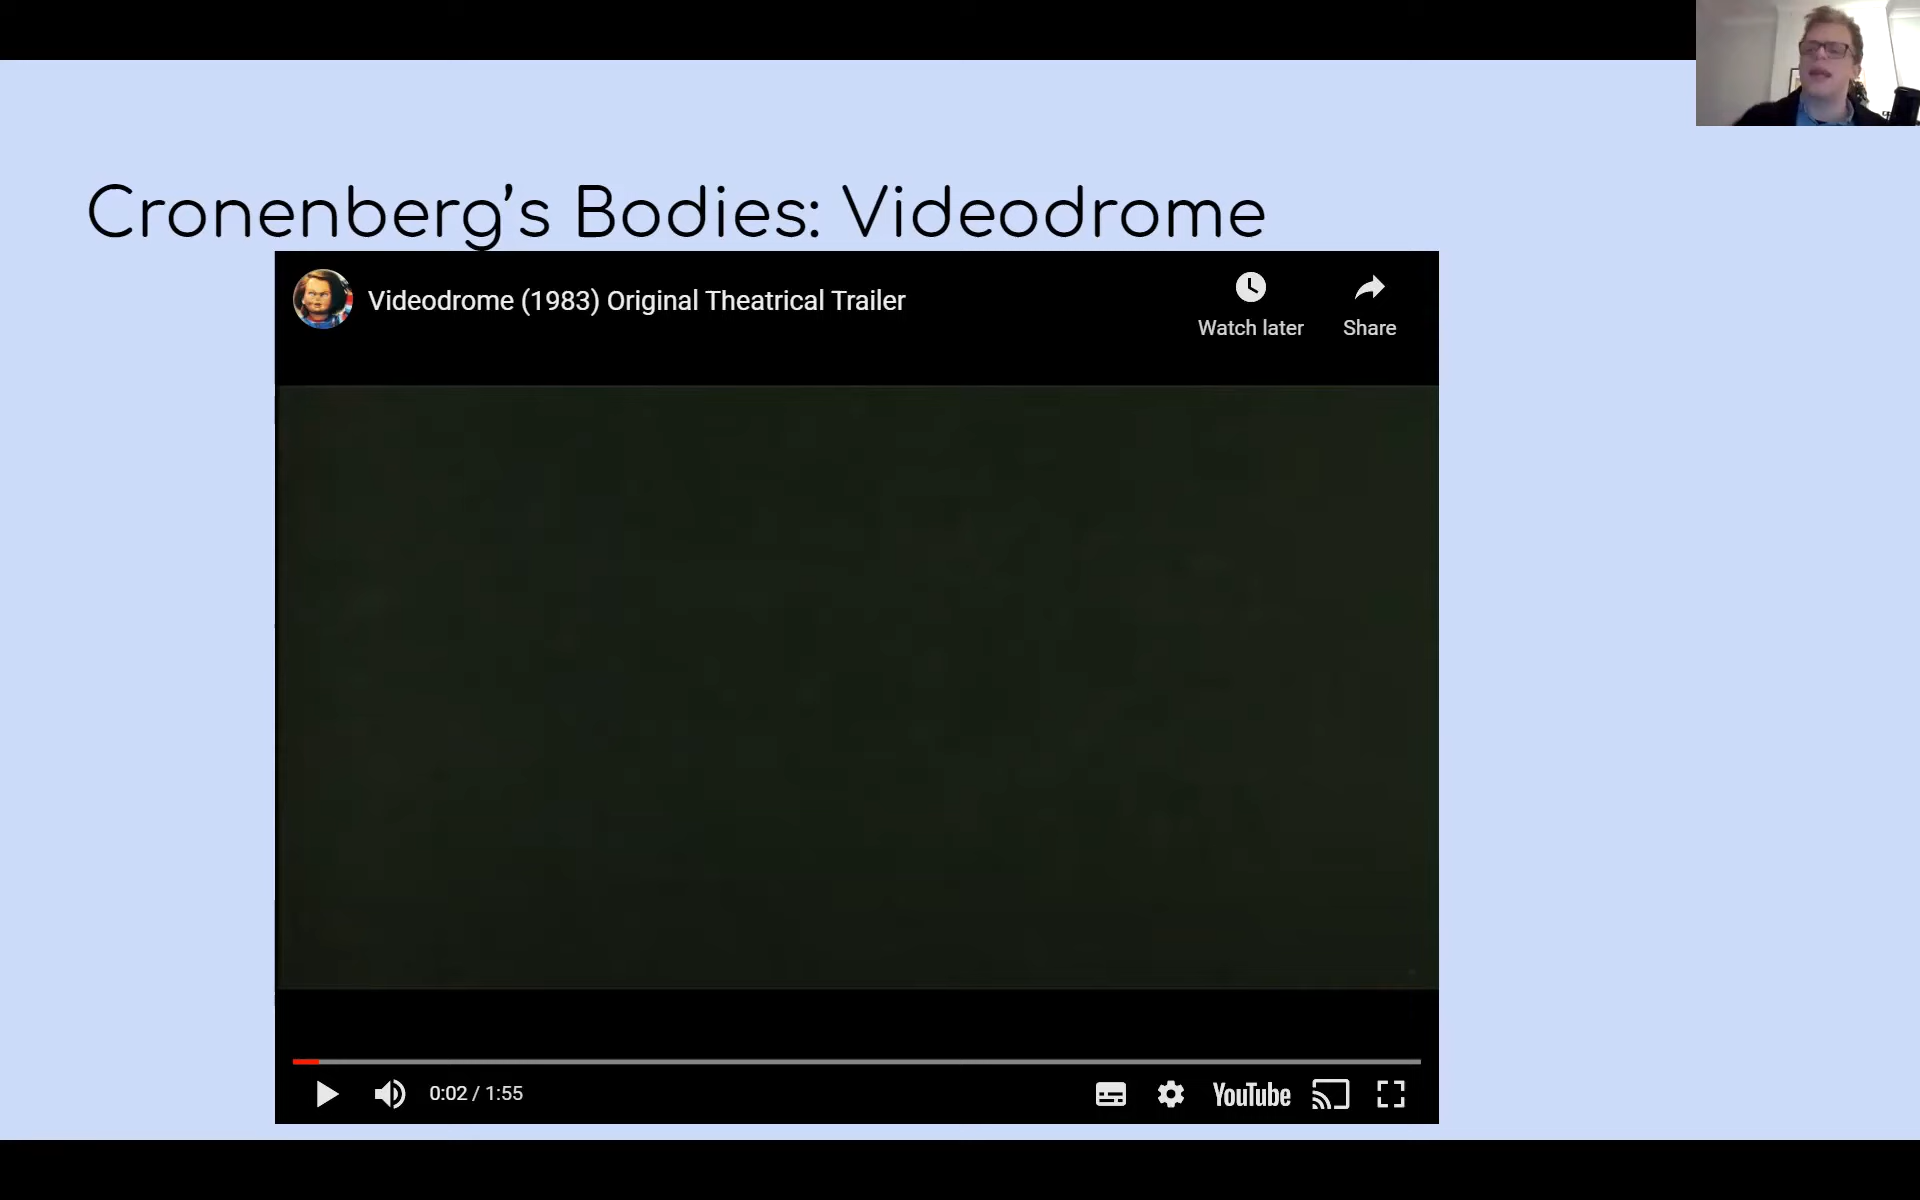 Cronenberg’s Bodies: Videodrome
Videodrome (1983) Original Theatrical Trailer
Watch later
Share
0:02 / 1:55
YouTube